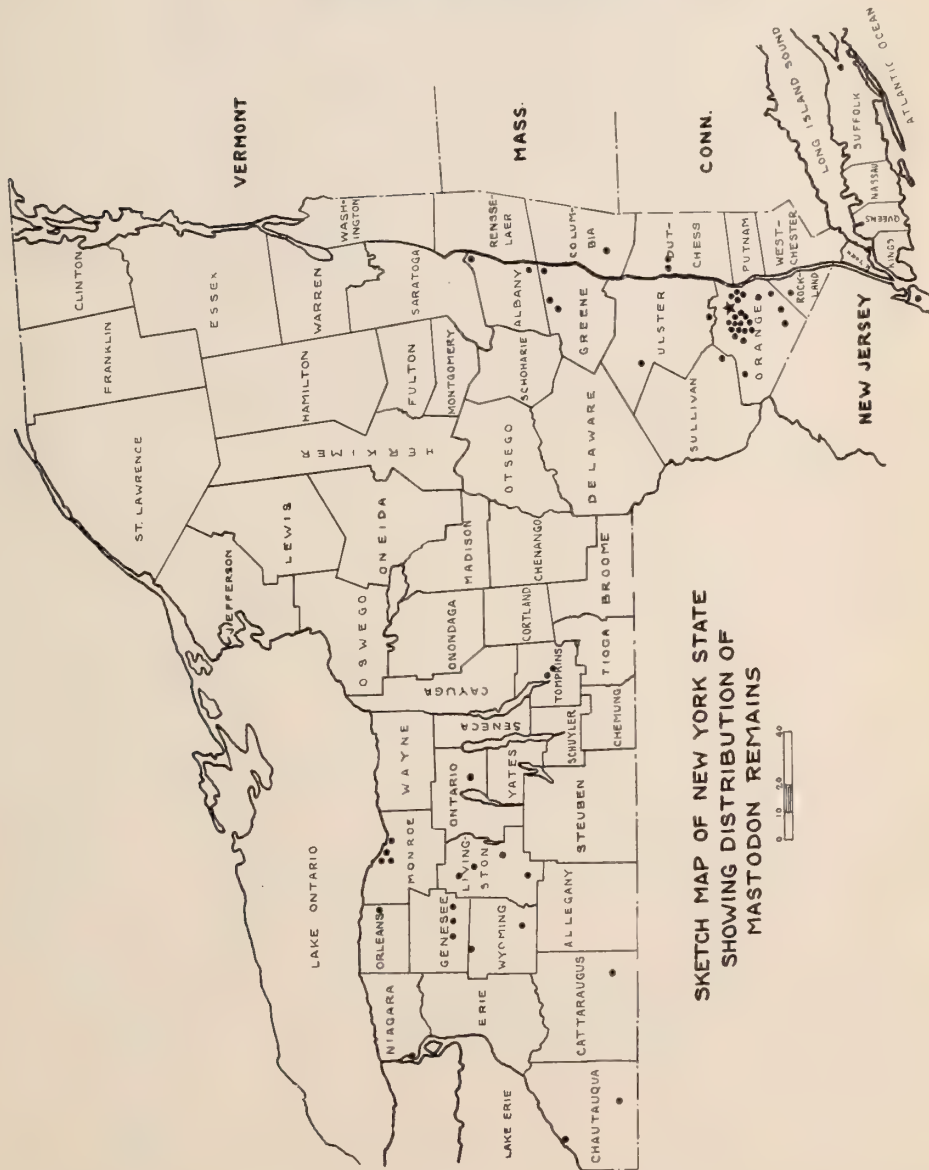 VERMONT
MASS.
CONN.
NEW JERSEY
LONG ISLAND SOUND
ATLANTIC OCEAN
LAKE ONTARIO
LAKE ERIE
CLINTON
FRANKLIN
ST. LAWRENCE
ESSEX
JEFFERSON
LEWIS
HAMILTON
WARREN
WASH-
INGTON
HERKIMER
ONEIDA
OSWEGO
FULTON
SARATOGA
MONTGOMERY
NIAGARA
ORLEANS
MONROE
WAYNE
CAYUGA
ONONDAGA
MADISON
OTSEGO
SCHOHARIE
ALBANY
RENSSE-
LAER
ERIE
GENESEE
WYOMING
LIVING-
STON
ONTARIO
YATES
SENECA
CORTLAND
CHENANGO
DELAWARE
GREENE
COLUM-
BIA
CHAUTAUQUA
CATTARAUGUS
ALLEGANY
STEUBEN
SCHUYLER
CHEMUNG
TOMPKINS
TIOGA
BROOME
ULSTER
DUT-
CHESS
SULLIVAN
ORANGE
PUTNAM
WEST-
CHESTER
ROCK-
LAND
KINGS
QUEENS
NASSAU
SUFFOLK
SKETCH MAP OF NEW YORK STATE
SHOWING DISTRIBUTION OF
MASTODON REMAINS
0 10 20 40